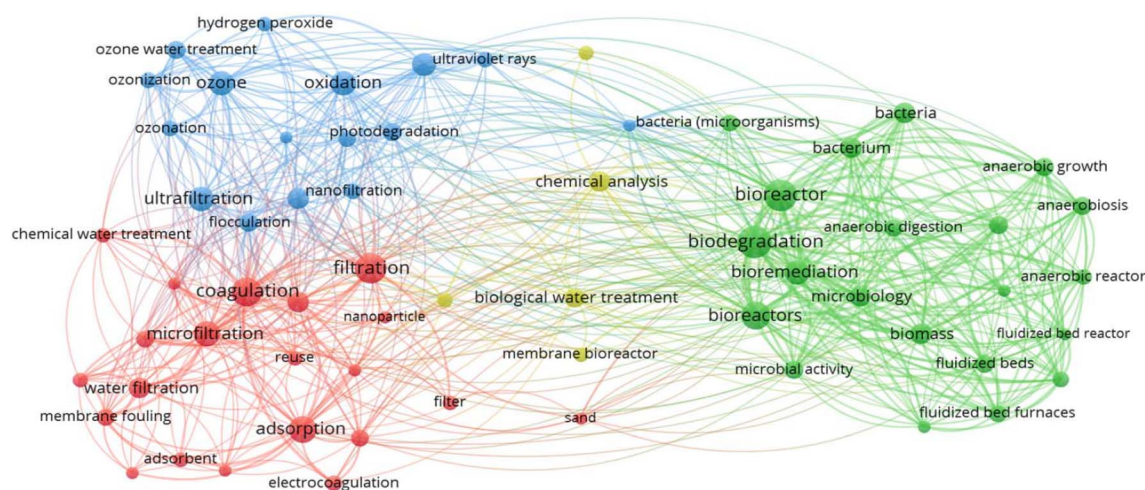 hydrogen peroxide
ozone water treatment
ultraviolet rays
ozonization
ozone
oxidation
ozonation
photodegradation
bacteria (microorganisms)
bacteria
bacterium
anaerobic growth
chemical analysis
nanofiltration
ultrafiltration
bioreactor
anaerobiosis
flocculation
chemical water treatment
anaerobic digestion
biodegradation
filtration
bioremediation
anaerobic reactor
coagulation
biological water treatment
microbiology
nanoparticle
bioreactors
microfiltration
biomass
fluidized bed reactor
reuse
membrane bioreactor
fluidized beds
microbial activity
water filtration
filter
membrane fouling
sand
fluidized bed furnaces
adsorption
adsorbent
electrocoagulation